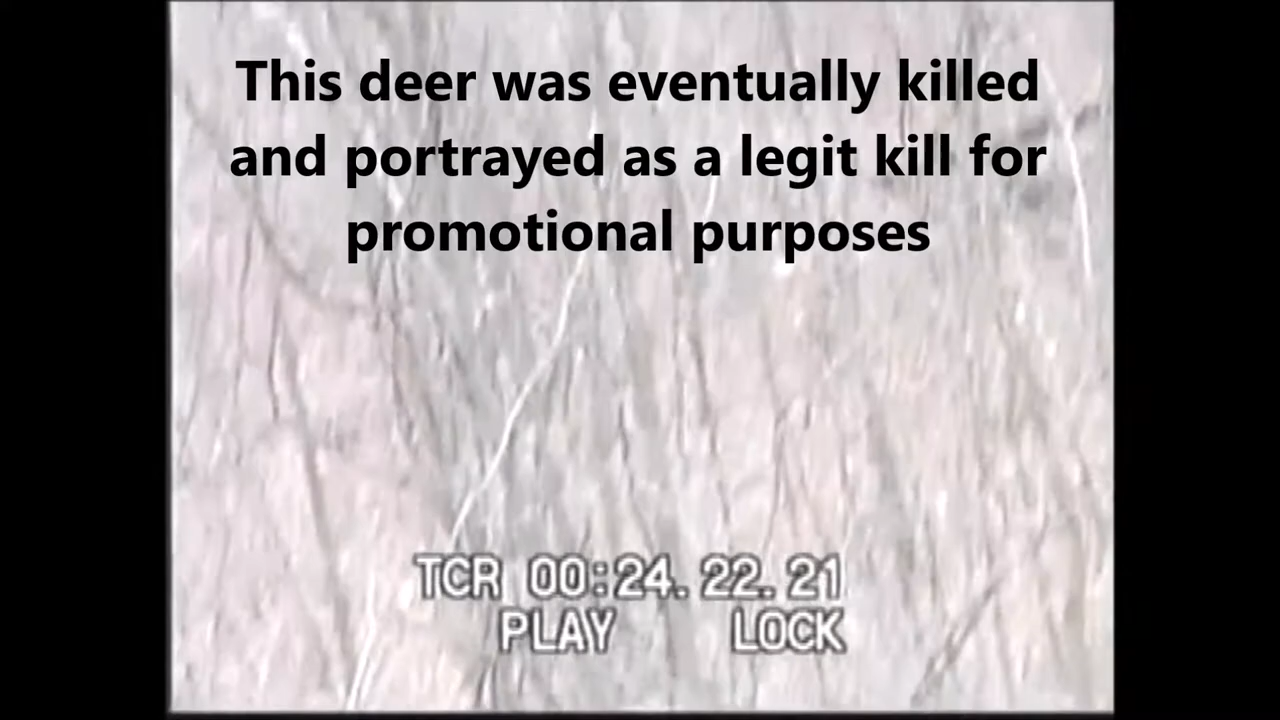 This deer was eventually killed
and portrayed as a legit kill for
promotional purposes
TCR 00:24. 22. 21
PLAY LOCK